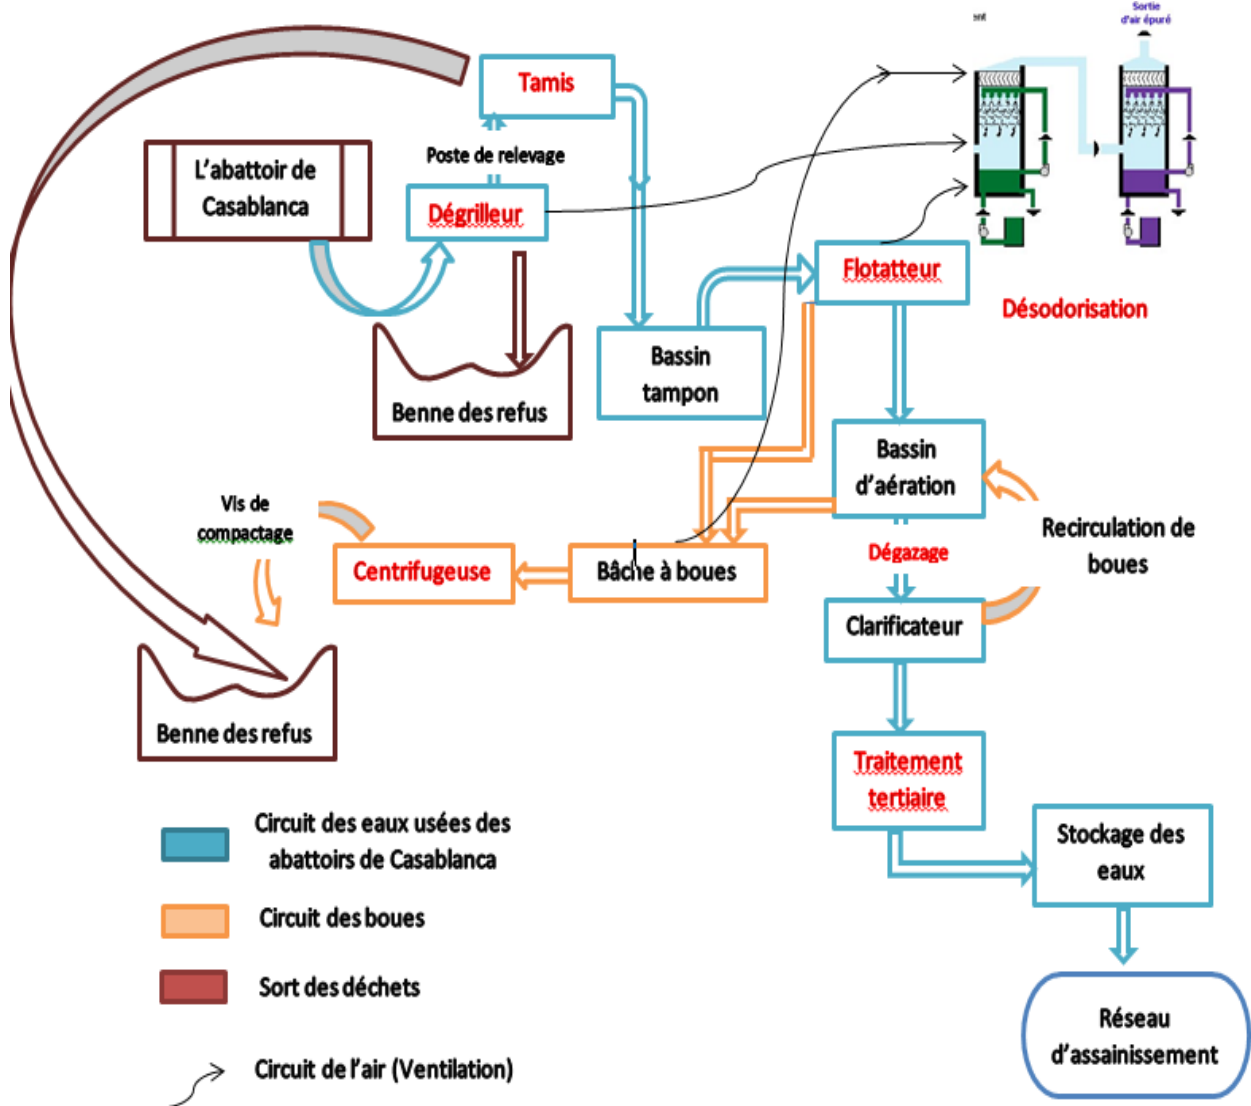 Sortie
d'air épuré
ent
Tamis
L'abattoir de
Casablanca
Poste de relevage
Dégrilleur
Flotatteur
Désodorisation
Bassin
tampon
Benne des refus
Bassin
d'aération
Vis de
compactage
Recirculation de
boues
Dégazage
Centrifugeuse
Bâche à boues
Clarificateur
Benne des refus
Traitement
tertiaire
Circuit des eaux usées des
abattoirs de Casablanca
Stockage des
eaux
Circuit des boues
Sort des déchets
Réseau
d'assainissement
Circuit de l'air (Ventilation)